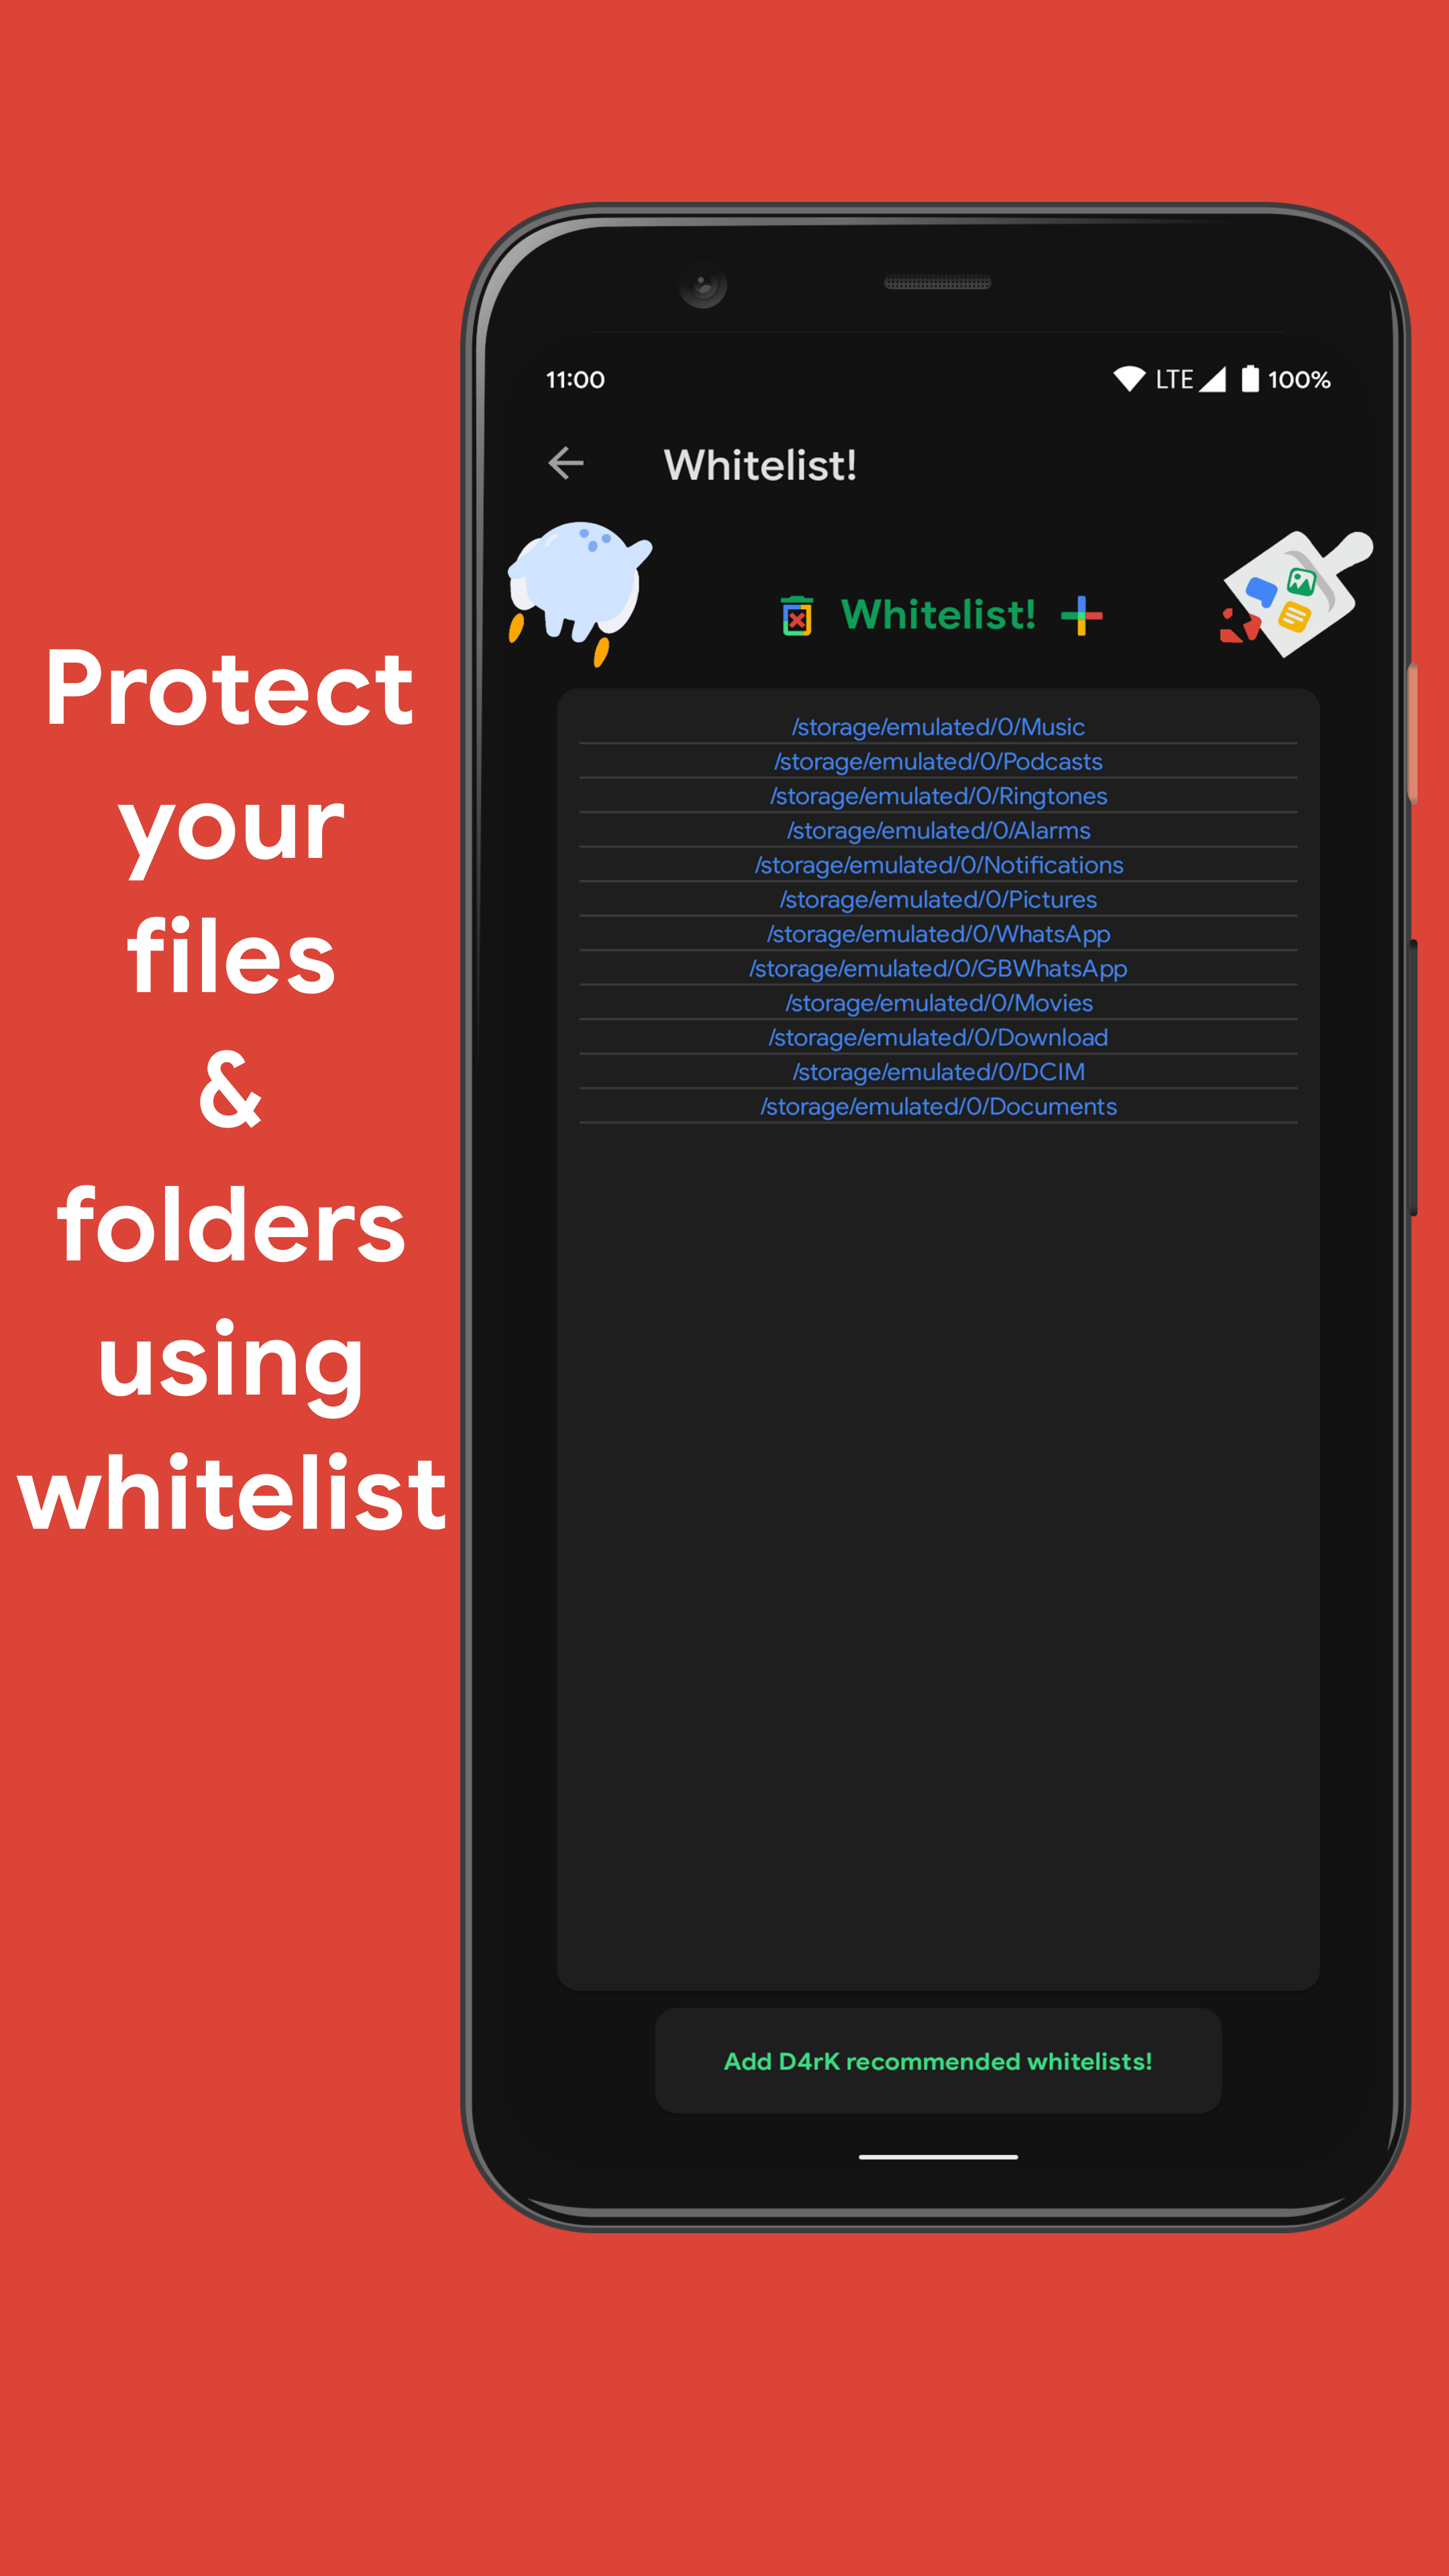 Protect
your
files
&
folders
using
whitelist
11:00
LTE
100%
Whitelist!
Whitelist!
/storage/emulated/0/Music
/storage/emulated/0/Podcasts
/storage/emulated/0/Ringtones
/storage/emulated/0/Alarms
/storage/emulated/0/Notifications
/storage/emulated/0/Pictures
/storage/emulated/0/WhatsApp
/storage/emulated/0/GBWhatsApp
/storage/emulated/0/Movies
/storage/emulated/0/Download
/storage/emulated/0/DCIM
/storage/emulated/0/Documents
Add D4rK recommended whitelists!